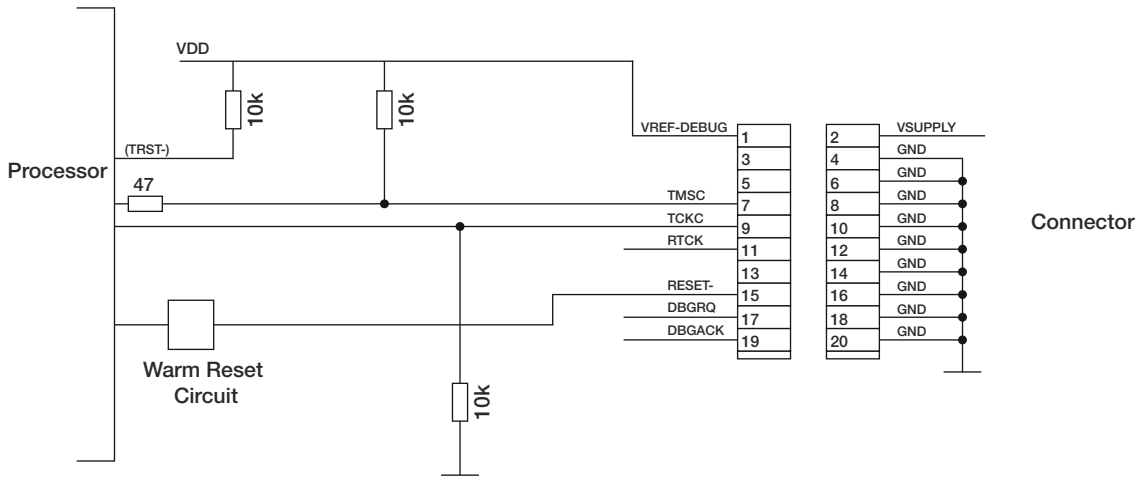 VDD
10k
10k
VREF-DEBUG
1
2
VSUPPLY
(TRST-)
3
4
GND
Processor
47
5
6
GND
TMSC
7
8
GND
TCKC
9
10
GND
Connector
RTCK
11
12
GND
13
14
GND
RESET-
15
16
GND
DBGRQ
17
18
GND
DBGACK
19
20
GND
Warm Reset
Circuit
10k